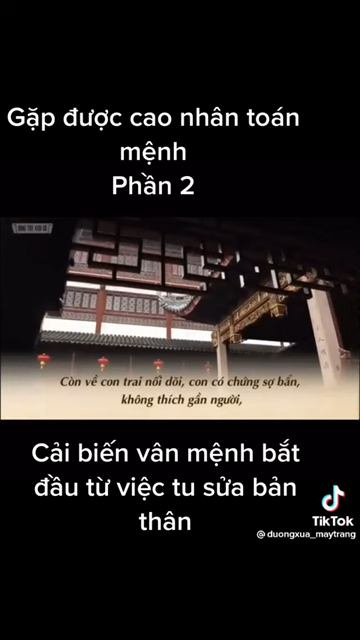 Gặp được cao nhân toán
mệnh
Phần 2
Còn về con trai nối dõi, con có chứng sợ bẩn,
không thích gần người,
Cải biến vân mệnh bắt
đầu từ việc tu sửa bản
thân
TikTok
@duongxua_maytrang